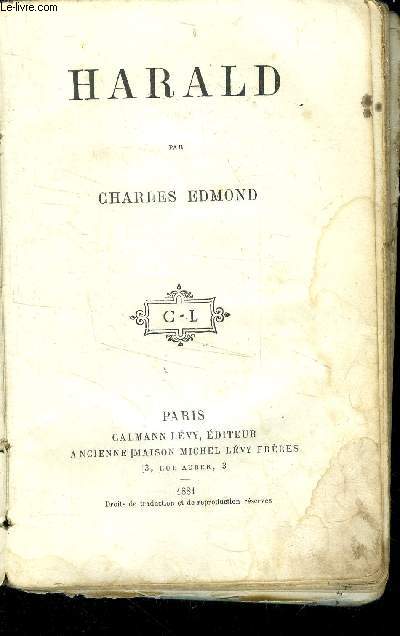 © www.Le-Livre.com
HARALD
PAR
CHARLES EDMOND
C-L
PARIS
CALMANN LÉVY, ÉDITEUR
ANCIENNE MAISON MICHEL LÉVY FRÈRES
3, RUE AUBER, 3
1881
Droits de traduction et de reproduction réservés